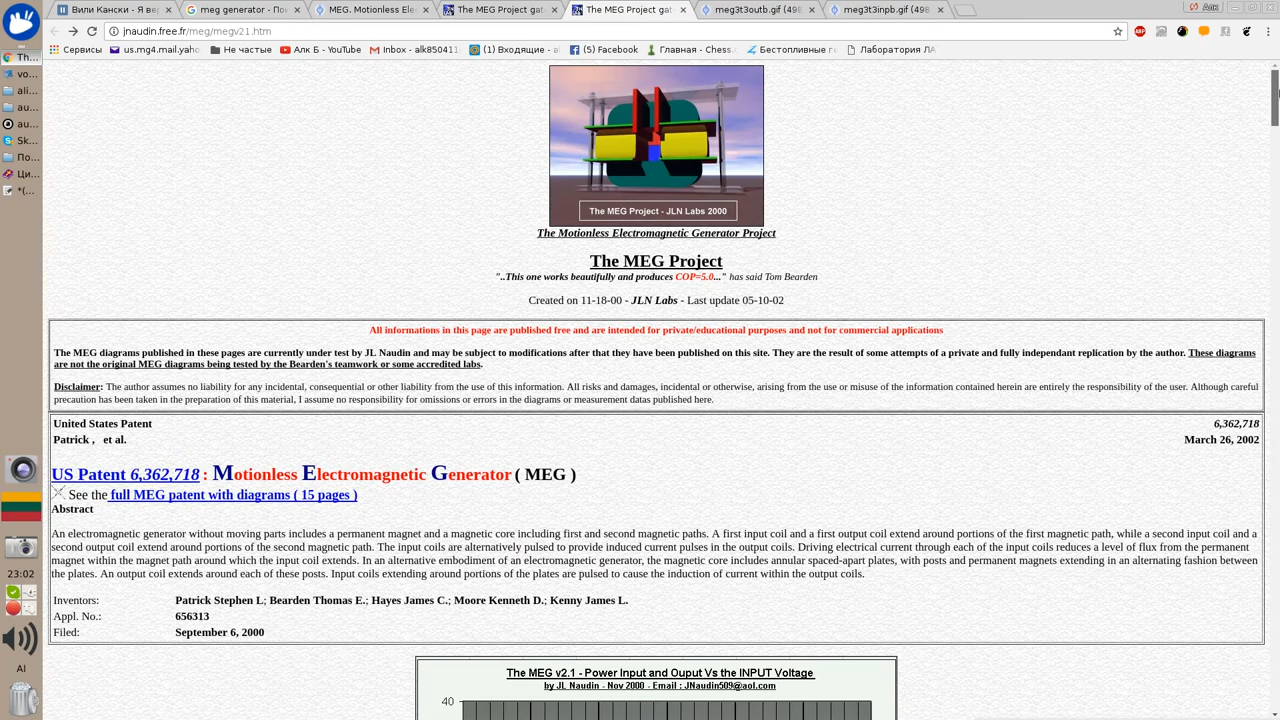 Вили Кански - Я ве
meg generator - Пои
MEG. Motionless Ele
The MEG Project gat
The MEG Project gat
meg3t3outb.gif (498
meg3t3inpb.gif (498
Алк
jnaudin.free.fr/meg/megv21.htm
Сервисы
us.mg4.mail.yaho
Не частые
Алк Б - YouTube
Inbox - alk85041
(1) Входящие - al
(5) Facebook
Главная - Chess.c
Бестопливные г
Лаборатория ЛА
Th...
vo...
ali...
au...
au...
Sk...
По...
Ци...
*(...
23:02
Al
The MEG Project - JLN Labs 2000
The Motionless Electromagnetic Generator Project
The MEG Project
"..This one works beautifully and produces COP=5.0..." has said Tom Bearden
Created on 11-18-00 - JLN Labs - Last update 05-10-02
All informations in this page are published free and are intended for private/educational purposes and not for commercial applications
The MEG diagrams published in these pages are currently under test by JL Naudin and may be subject to modifications after that they have been published on this site. They are the result of some attempts of a private and fully independant replication by the author. These diagrams
are not the original MEG diagrams being tested by the Bearden's teamwork or some accredited labs.
Disclaimer: The author assumes no liability for any incidental, consequential or other liability from the use of this information. All risks and damages, incidental or otherwise, arising from the use or misuse of the information contained herein are entirely the responsibility of the user. Although careful
precaution has been taken in the preparation of this material, I assume no responsibility for omissions or errors in the diagrams or measurement datas published here.
United States Patent 6,362,718
Patrick , et al. March 26, 2002
US Patent 6,362,718 : Motionless Electromagnetic Generator ( MEG )
See the full MEG patent with diagrams ( 15 pages )
Abstract
An electromagnetic generator without moving parts includes a permanent magnet and a magnetic core including first and second magnetic paths. A first input coil and a first output coil extend around portions of the first magnetic path, while a second input coil and a
second output coil extend around portions of the second magnetic path. The input coils are alternatively pulsed to provide induced current pulses in the output coils. Driving electrical current through each of the input coils reduces a level of flux from the permanent
magnet within the magnet path around which the input coil extends. In an alternative embodiment of an electromagnetic generator, the magnetic core includes annular spaced-apart plates, with posts and permanent magnets extending in an alternating fashion between
the plates. An output coil extends around each of these posts. Input coils extending around portions of the plates are pulsed to cause the induction of current within the output coils.
Inventors: Patrick Stephen L; Bearden Thomas E.; Hayes James C.; Moore Kenneth D.; Kenny James L.
Appl. No.: 656313
Filed: September 6, 2000
The MEG v2.1 - Power Input and Ouput Vs the INPUT Voltage
by JL Naudin - Nov 2000 - Email : JNaudin509@aol.com
40